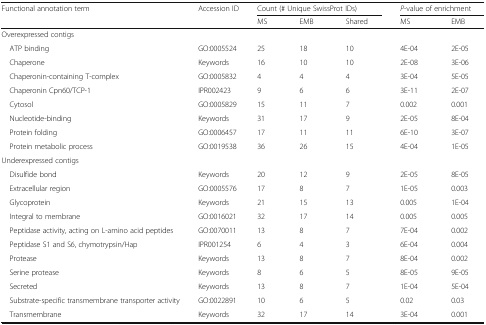 Functional annotation term Accession ID Count (# Unique SwissProt IDs) P-value of enrichment
MS EMB Shared MS EMB
Overexpressed contigs
ATP binding GO:0005524 25 18 10 4E-04 2E-05
Chaperone Keywords 16 10 10 2E-08 3E-06
Chaperonin-containing T-complex GO:0005832 4 4 4 3E-04 5E-05
Chaperonin Cpn60/TCP-1 IPR002423 9 6 6 3E-11 2E-07
Cytosol GO:0005829 15 11 7 0.002 0.001
Nucleotide-binding Keywords 31 17 9 2E-05 8E-04
Protein folding GO:0006457 17 11 11 6E-10 3E-07
Protein metabolic process GO:0019538 36 26 15 4E-04 1E-05
Underexpressed contigs
Disulfide bond Keywords 20 12 9 2E-05 8E-05
Extracellular region GO:0005576 17 8 7 1E-05 0.003
Glycoprotein Keywords 21 15 13 0.005 1E-04
Integral to membrane GO:0016021 32 17 14 0.005 0.005
Peptidase activity, acting on L-amino acid peptides GO:0070011 13 8 7 7E-04 0.002
Peptidase S1 and S6, chymotrypsin/Hap IPR001254 6 4 3 6E-04 0.004
Protease Keywords 13 8 7 8E-04 0.002
Serine protease Keywords 8 6 5 8E-05 9E-05
Secreted Keywords 13 8 7 1E-04 5E-04
Substrate-specific transmembrane transporter activity GO:0022891 10 6 5 0.02 0.03
Transmembrane Keywords 32 17 14 3E-04 0.001